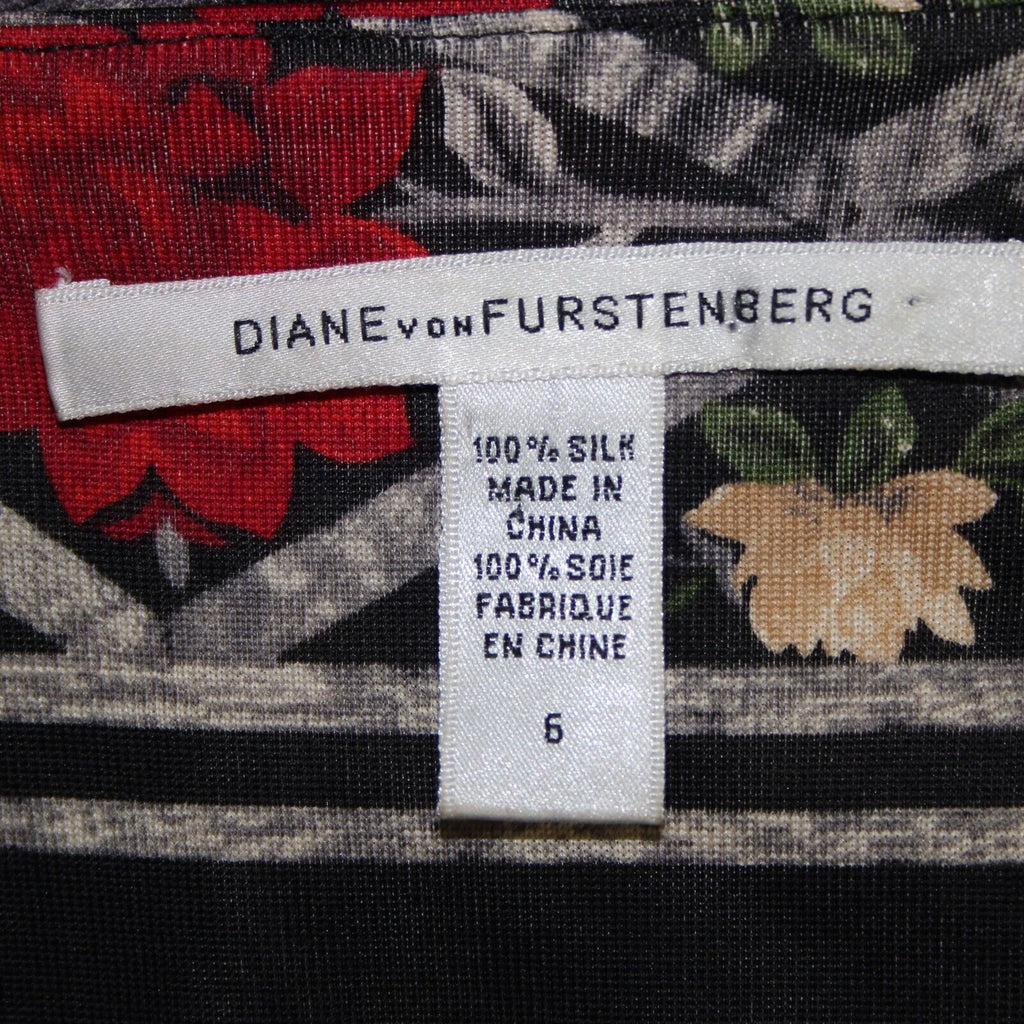 DIANE VON FURSTENBERG
100% SILK
MADE IN
CHINA
100% SOIE
FABRIQUE
EN CHINE
6